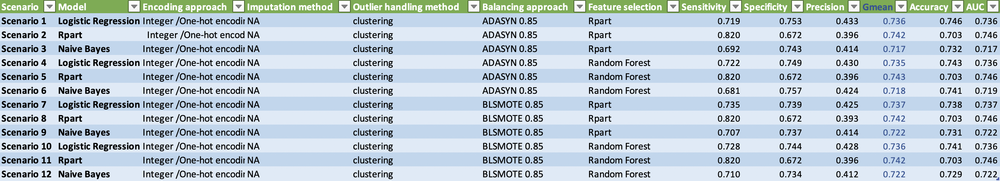 Scenario Model Encoding approach Imputation method Outlier handling method Balancing approach Feature selection Sensitivity Specificity Precision Gmean Accuracy AUC
Scenario 1 Logistic Regression Integer /One-hot encodin NA clustering ADASYN 0.85 Rpart 0.719 0.753 0.433 0.736 0.746 0.736
Scenario 2 Rpart Integer /One-hot encod NA clustering ADASYN 0.85 Rpart 0.820 0.672 0.396 0.742 0.703 0.746
Scenario 3 Naive Bayes Integer /One-hot encodin NA clustering ADASYN 0.85 Rpart 0.692 0.743 0.414 0.717 0.732 0.717
Scenario 4 Logistic Regression Integer /One-hot encodin NA clustering ADASYN 0.85 Random Forest 0.722 0.749 0.430 0.735 0.743 0.736
Scenario 5 Rpart Integer /One-hot encodin NA clustering ADASYN 0.85 Random Forest 0.820 0.672 0.396 0.743 0.703 0.746
Scenario 6 Naive Bayes Integer /One-hot encodin NA clustering ADASYN 0.85 Random Forest 0.681 0.757 0.424 0.718 0.741 0.719
Scenario 7 Logistic Regression Integer /One-hot encodin NA clustering BLSMOTE 0.85 Rpart 0.735 0.739 0.425 0.737 0.738 0.737
Scenario 8 Rpart Integer /One-hot encodin NA clustering BLSMOTE 0.85 Rpart 0.820 0.672 0.393 0.742 0.703 0.746
Scenario 9 Naive Bayes Integer /One-hot encodin NA clustering BLSMOTE 0.85 Rpart 0.707 0.737 0.414 0.722 0.731 0.722
Scenario 10 Logistic Regression Integer /One-hot encodin NA clustering BLSMOTE 0.85 Random Forest 0.728 0.744 0.428 0.736 0.741 0.736
Scenario 11 Rpart Integer /One-hot encodin NA clustering BLSMOTE 0.85 Random Forest 0.820 0.672 0.396 0.742 0.703 0.746
Scenario 12 Naive Bayes Integer /One-hot encodin NA clustering BLSMOTE 0.85 Random Forest 0.710 0.734 0.412 0.722 0.729 0.722